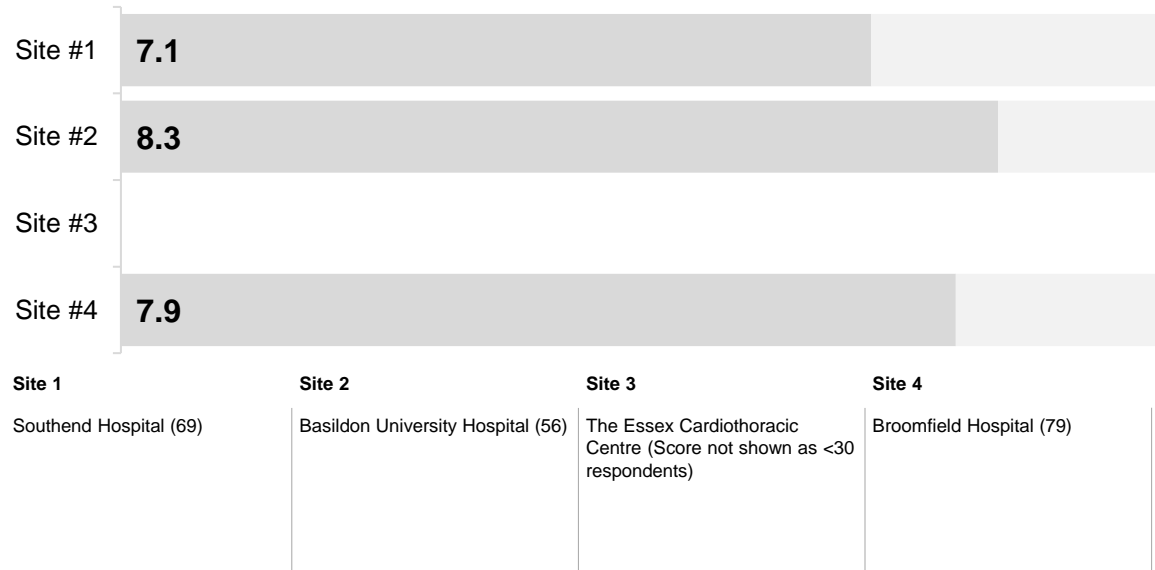 Site #1
7.1
Site #2
8.3
Site #3
Site #4
7.9
Site 1
Site 2
Site 3
Site 4
Southend Hospital (69)
Basildon University Hospital (56)
The Essex Cardiothoracic
Centre (Score not shown as <30
respondents)
Broomfield Hospital (79)